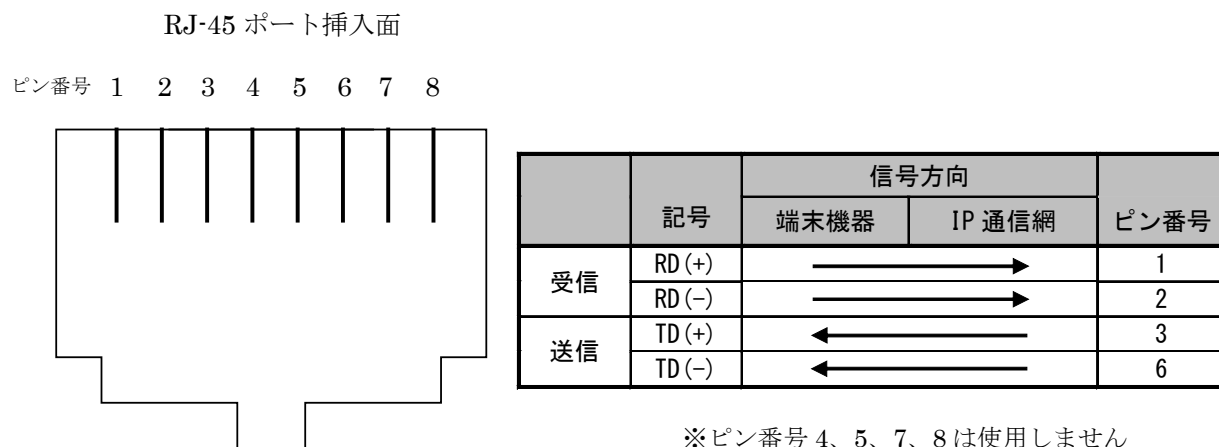 RJ-45 ポート挿入面
ピン番号 1 2 3 4 5 6 7 8
信号方向
記号 端末機器 IP 通信網 ピン番号
受信 RD(+) 1
RD(-) 2
送信 TD(+) 3
TD(-) 6
※ピン番号 4、5、7、8 は使用しません